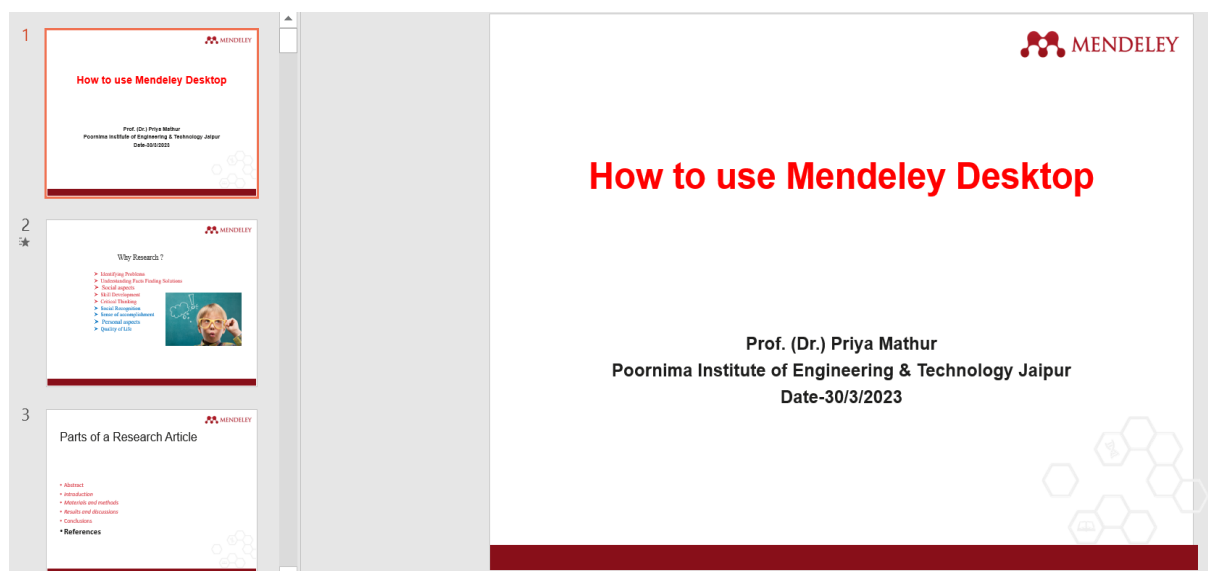 1
MENDELEY
How to use Mendeley Desktop
Prof. (Dr.) Priya Mathur
Poornima Institute of Engineering & Technology Jaipur
Date-30/3/2023
2
MENDELEY
Why Research ?
➤ Identifying Problems
➤ Understanding Facts Finding Solutions
➤ Social aspects
➤ Skill Development
➤ Critical Thinking
➤ Social Recognition
➤ Sense of accomplishment
➤ Personal aspects
➤ Quality of Life
3
MENDELEY
Parts of a Research Article
• Abstract
• Introduction
• Materials and methods
• Results and discussions
• Conclusions
• References
MENDELEY
How to use Mendeley Desktop
Prof. (Dr.) Priya Mathur
Poornima Institute of Engineering & Technology Jaipur
Date-30/3/2023